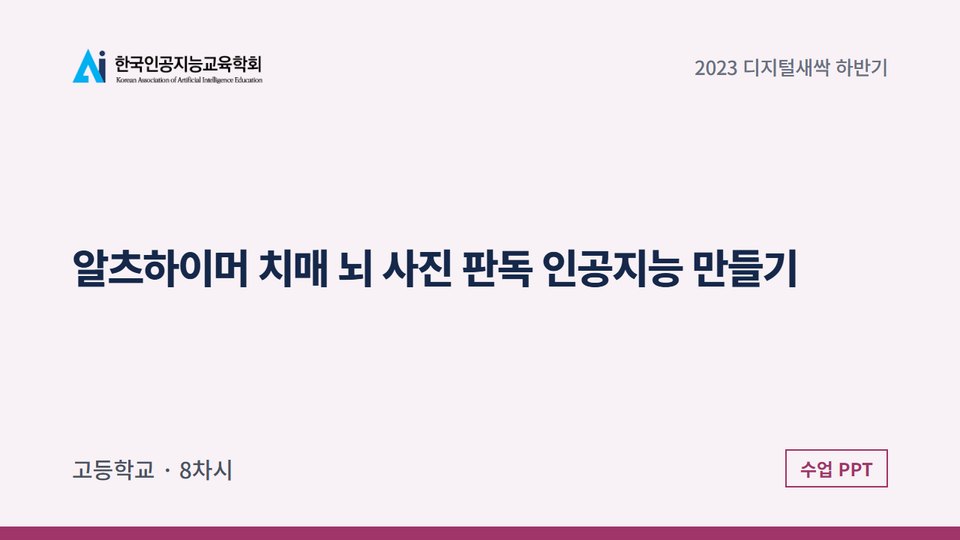 한국인공지능교육학회
Korean Association of Artificial Intelligence Education
2023 디지털새싹 하반기
알츠하이머 치매 뇌 사진 판독 인공지능 만들기
고등학교 · 8차시
수업 PPT